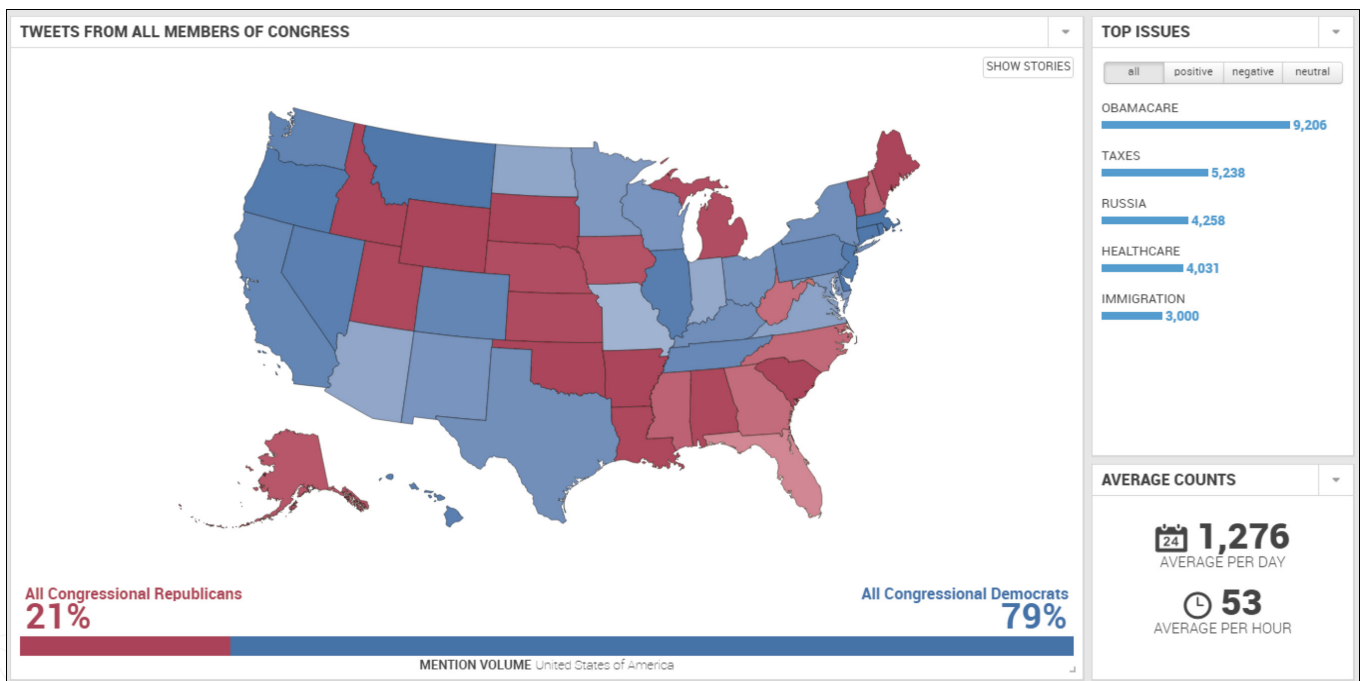 TWEETS FROM ALL MEMBERS OF CONGRESS
SHOW STORIES
All Congressional Republicans
21%
All Congressional Democrats
79%
MENTION VOLUME United States of America
TOP ISSUES
all positive negative neutral
OBAMACARE
9,206
TAXES
5,238
RUSSIA
4,258
HEALTHCARE
4,031
IMMIGRATION
3,000
AVERAGE COUNTS
24 1,276
AVERAGE PER DAY
53
AVERAGE PER HOUR